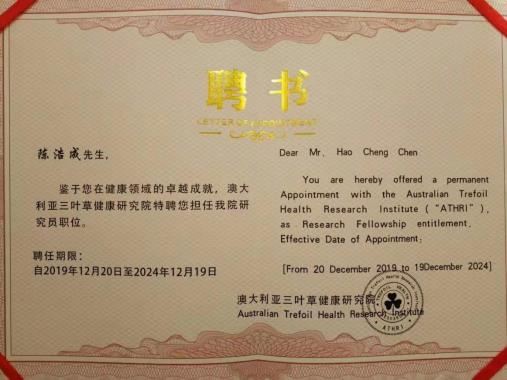 聘书
LETTER OF APPOINTMENT
陈浩成先生，
鉴于您在健康领域的卓越成就，澳大
利亚三叶草健康研究院特聘您担任我院研
究员职位。
聘任期限：
自2019年12月20日至2024年12月19日
Dear Mr、Hao Cheng Chen
You are hereby offered a permanent
Appointment with the Australian Trefoil
Health Research Institute (“ATHRI”),
as Research Fellowship entitlement.
Effective Date of Appointment:
[From 20 December 2019 to 19December 2024]
澳大利亚三叶草健康研究院
Australian Trefoil Health Research Institute
TREFOIL HEALTH
ATHRI